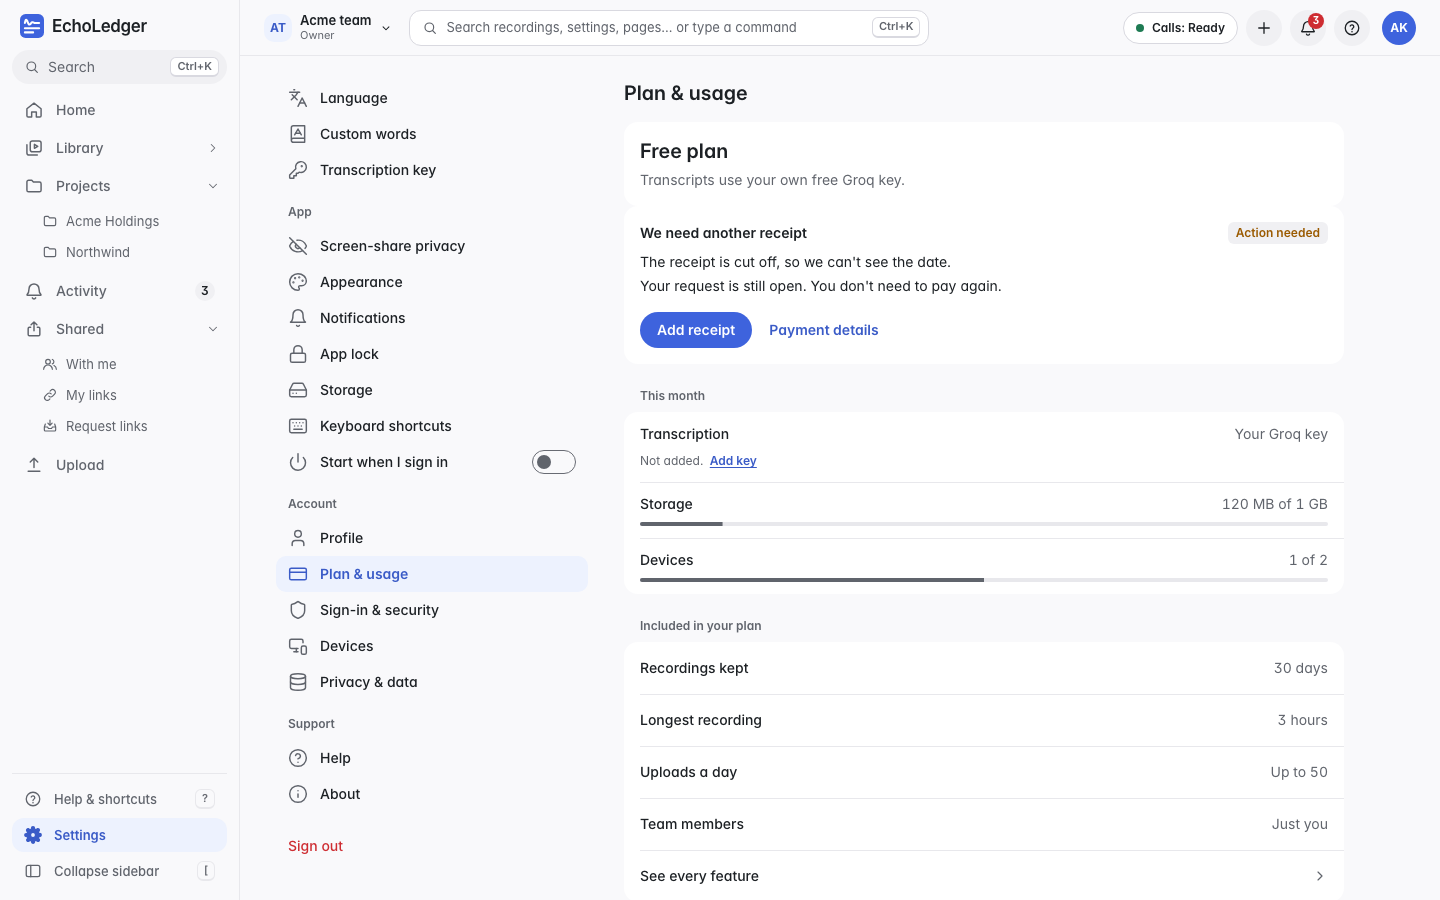 EchoLedger
Search
Ctrl+K
Home
Library
Projects
Acme Holdings
Northwind
Activity
3
Shared
With me
My links
Request links
Upload
Help & shortcuts
?
Settings
Collapse sidebar
[
AT
Acme team
Owner
Search recordings, settings, pages... or type a command
Ctrl+K
Calls: Ready
3
AK
Language
Custom words
Transcription key
App
Screen-share privacy
Appearance
Notifications
App lock
Storage
Keyboard shortcuts
Start when I sign in
Account
Profile
Plan & usage
Sign-in & security
Devices
Privacy & data
Support
Help
About
Sign out
Plan & usage
Free plan
Transcripts use your own free Groq key.
We need another receipt
Action needed
The receipt is cut off, so we can't see the date.
Your request is still open. You don't need to pay again.
Add receipt
Payment details
This month
Transcription
Your Groq key
Not added. Add key
Storage
120 MB of 1 GB
Devices
1 of 2
Included in your plan
Recordings kept
30 days
Longest recording
3 hours
Uploads a day
Up to 50
Team members
Just you
See every feature